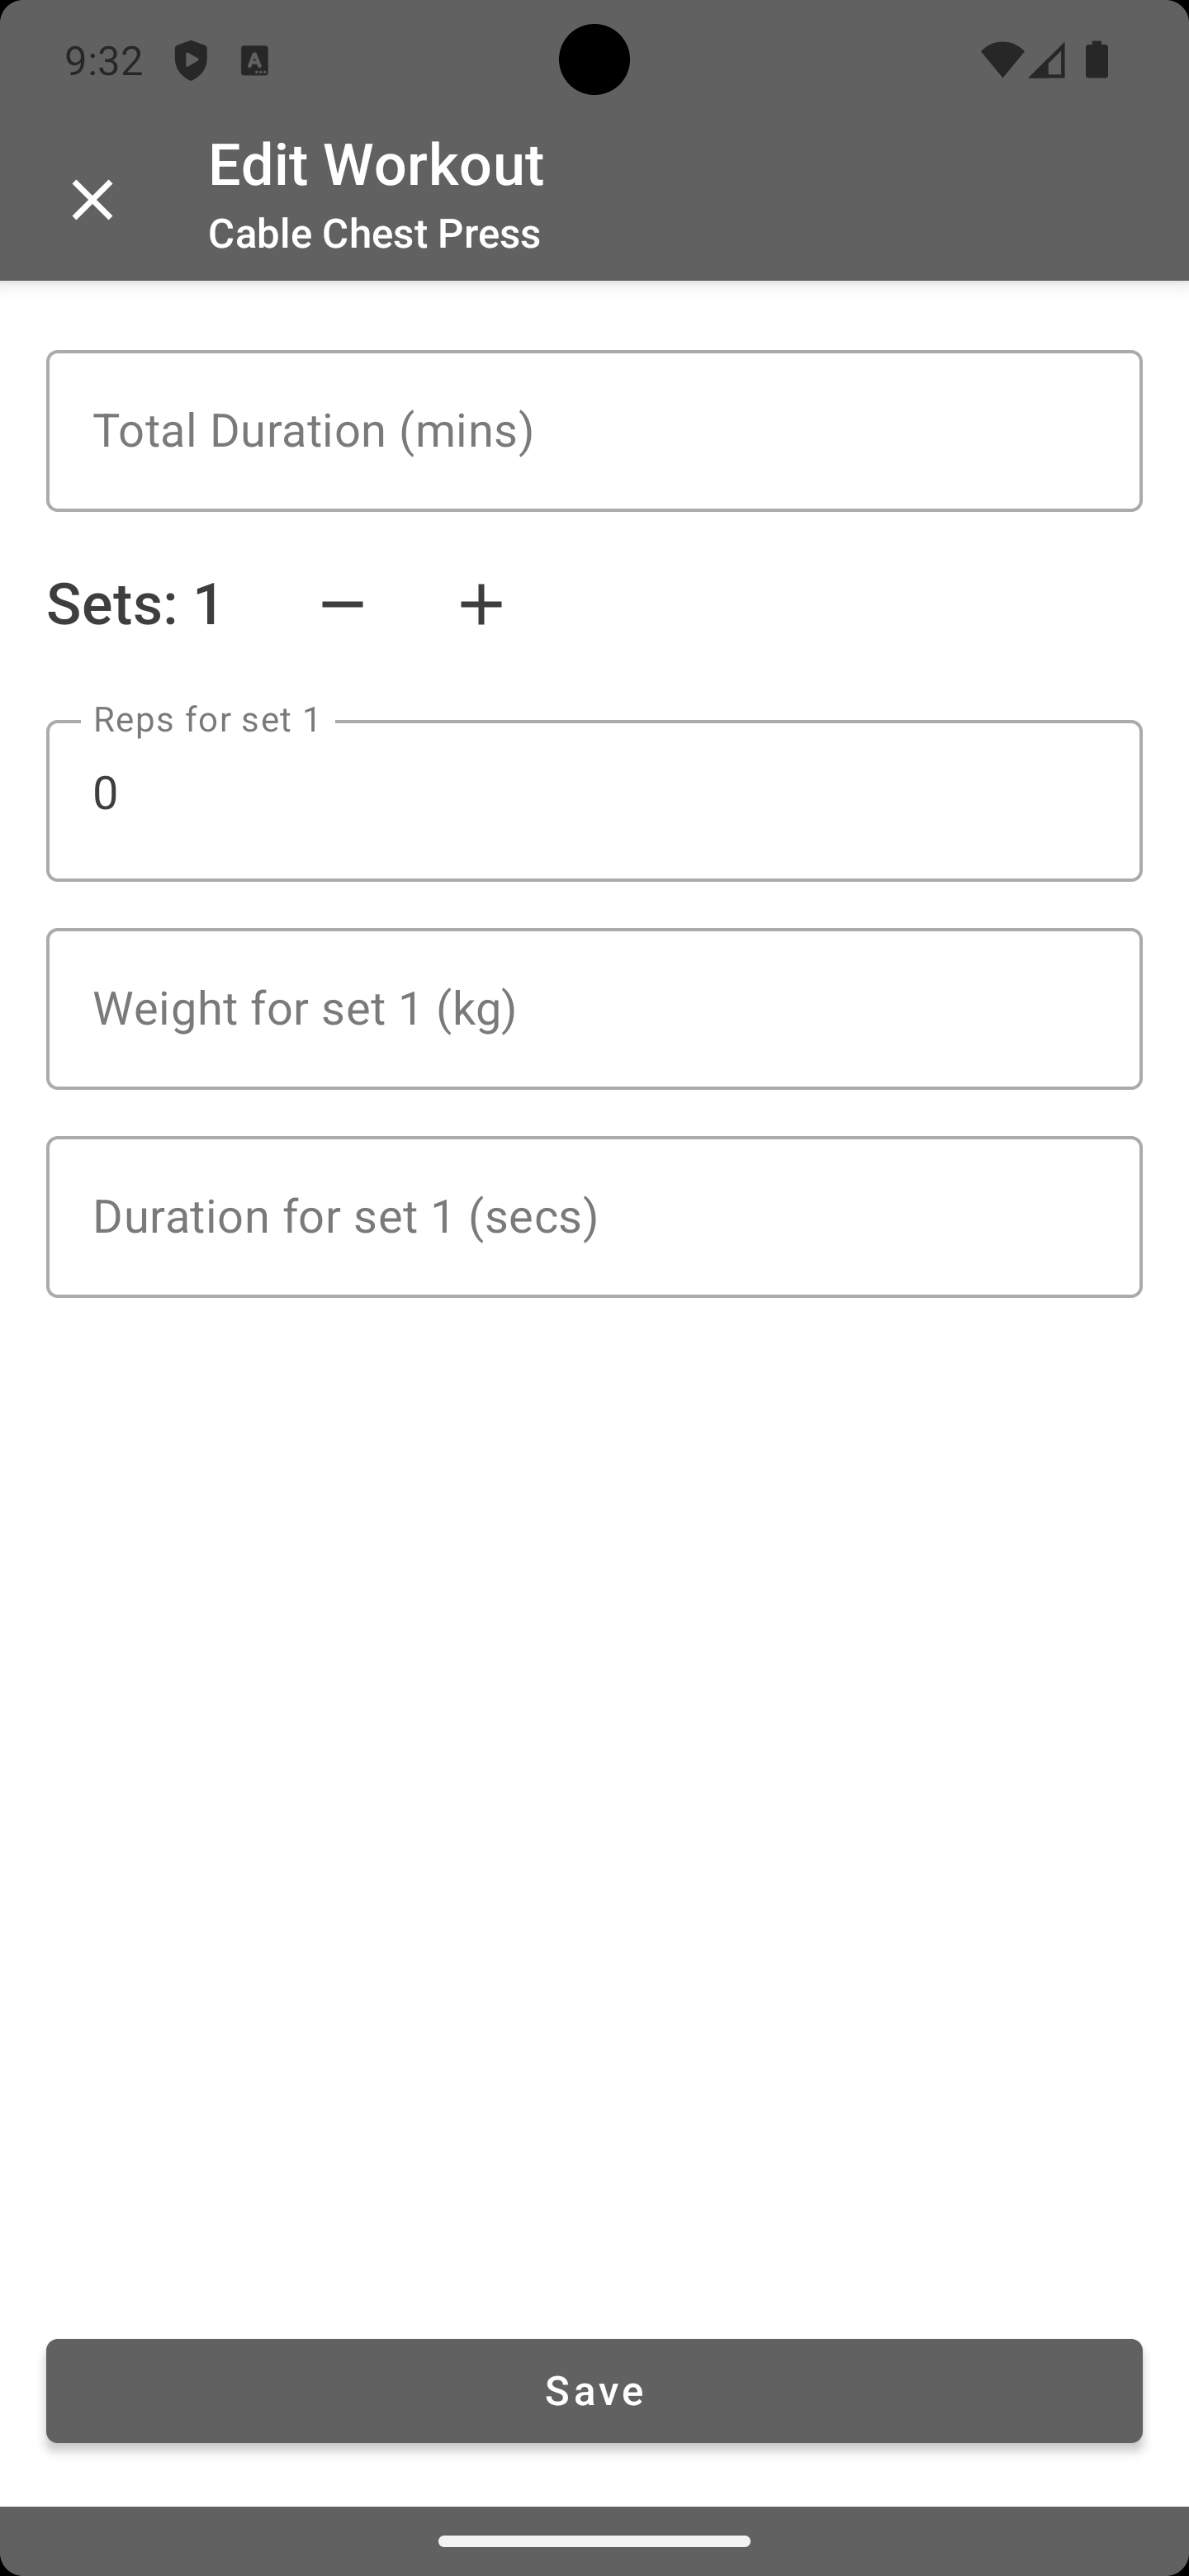 9:32
Edit Workout
Cable Chest Press
Total Duration (mins)
Sets: 1
Reps for set 1
0
Weight for set 1 (kg)
Duration for set 1 (secs)
Save